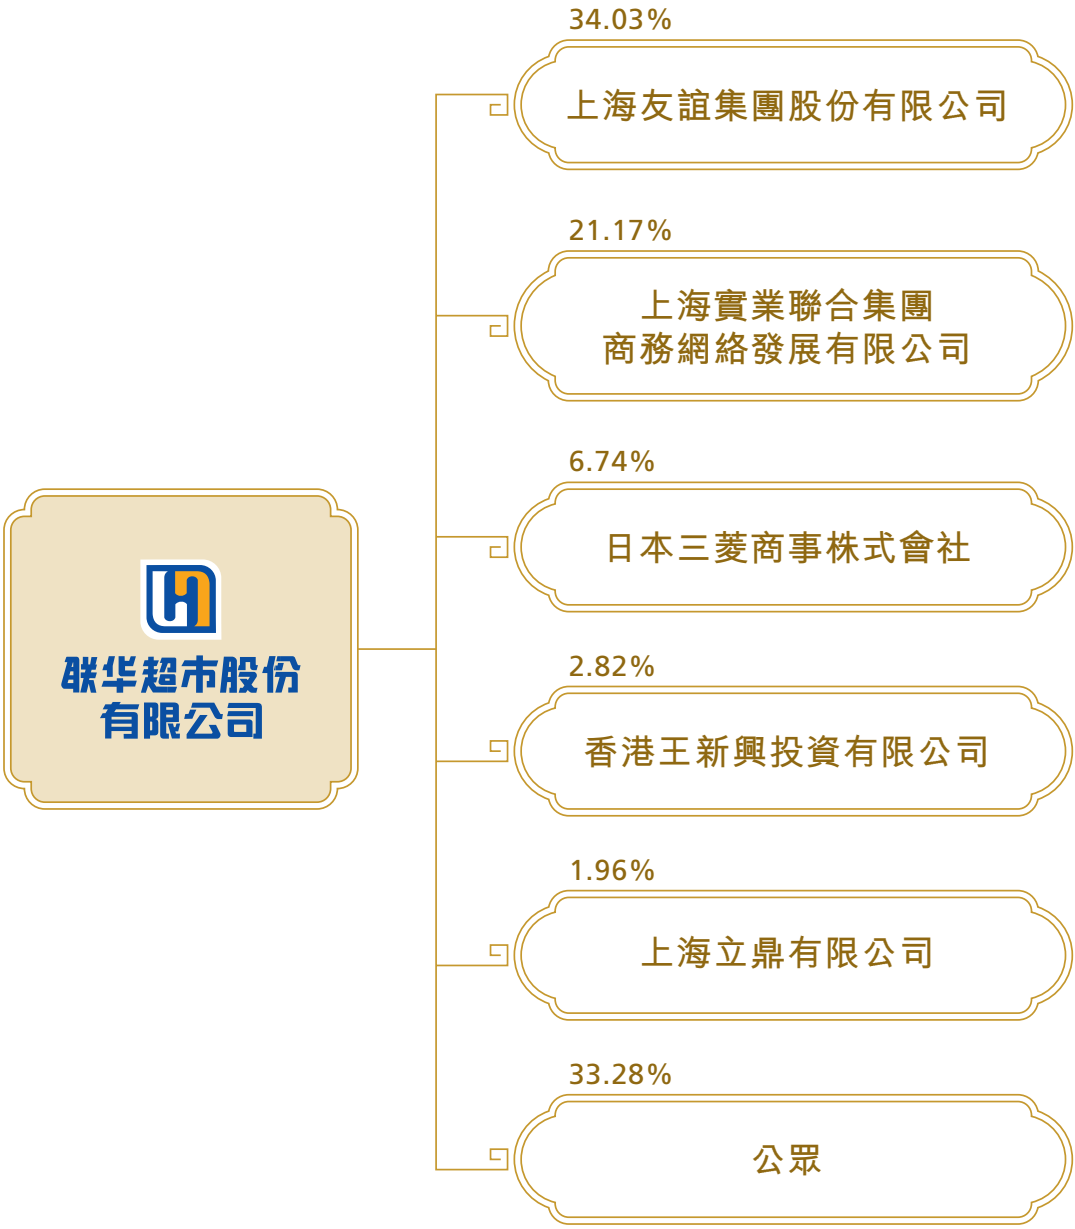 34.03%
上海友誼集團股份有限公司
21.17%
上海實業聯合集團
商務網絡發展有限公司
6.74%
日本三菱商事株式會社
联华超市股份
有限公司
2.82%
香港王新興投資有限公司
1.96%
上海立鼎有限公司
33.28%
公眾